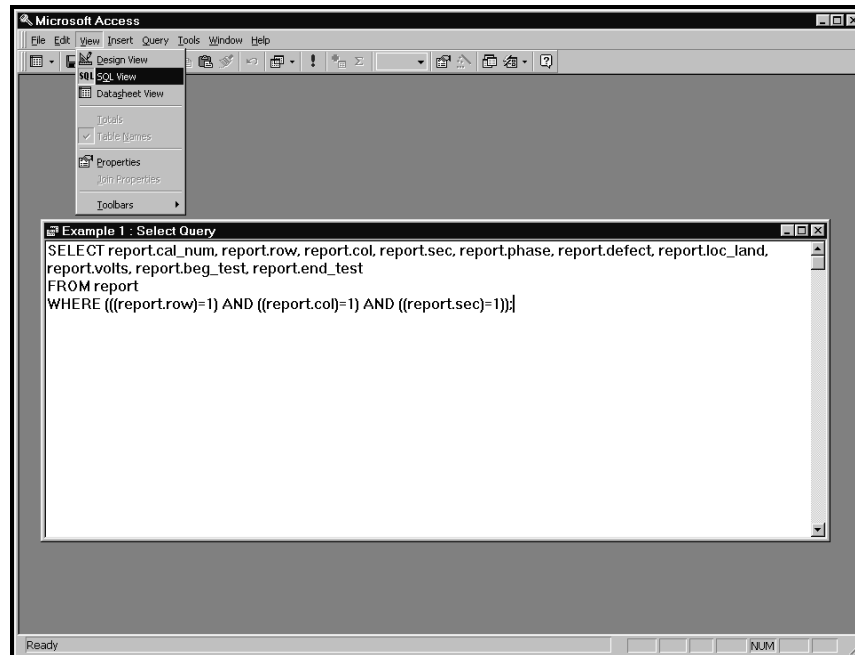 Microsoft Access
File Edit View Insert Query Tools Window Help
Design View
SQL SQL View
Datasheet View
Totals
Table Names
Properties
Join Properties
Toolbars
Example 1 : Select Query
SELECT report.cal_num, report.row, report.col, report.sec, report.phase, report.defect, report.loc_land,
report.volts, report.beg_test, report.end_test
FROM report
WHERE (((report.row)=1) AND ((report.col)=1) AND ((report.sec)=1));
Ready
NUM